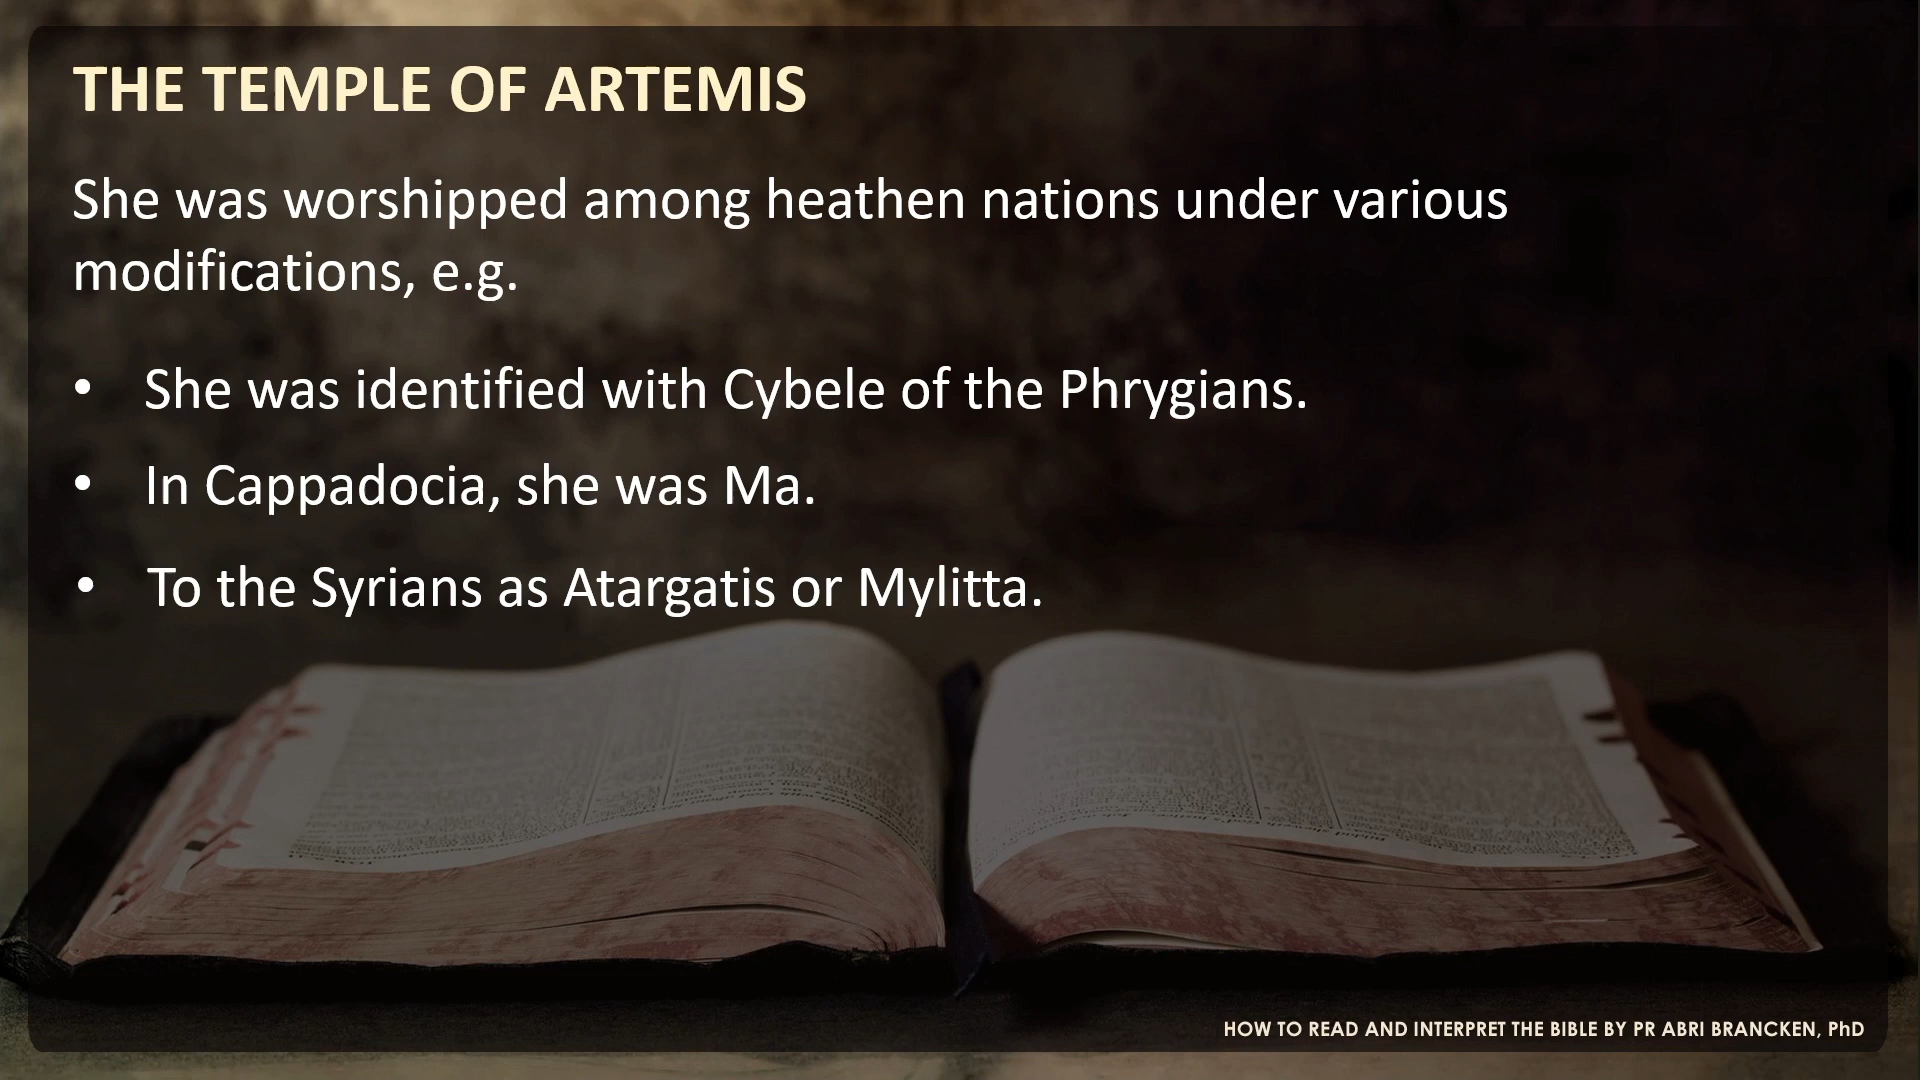 THE TEMPLE OF ARTEMIS
She was worshipped among heathen nations under various
modifications, e.g.
• She was identified with Cybele of the Phrygians.
• In Cappadocia, she was Ma.
• To the Syrians as Atargatis or Mylitta.
HOW TO READ AND INTERPRET THE BIBLE BY PR ABRI BRANCKEN, PhD